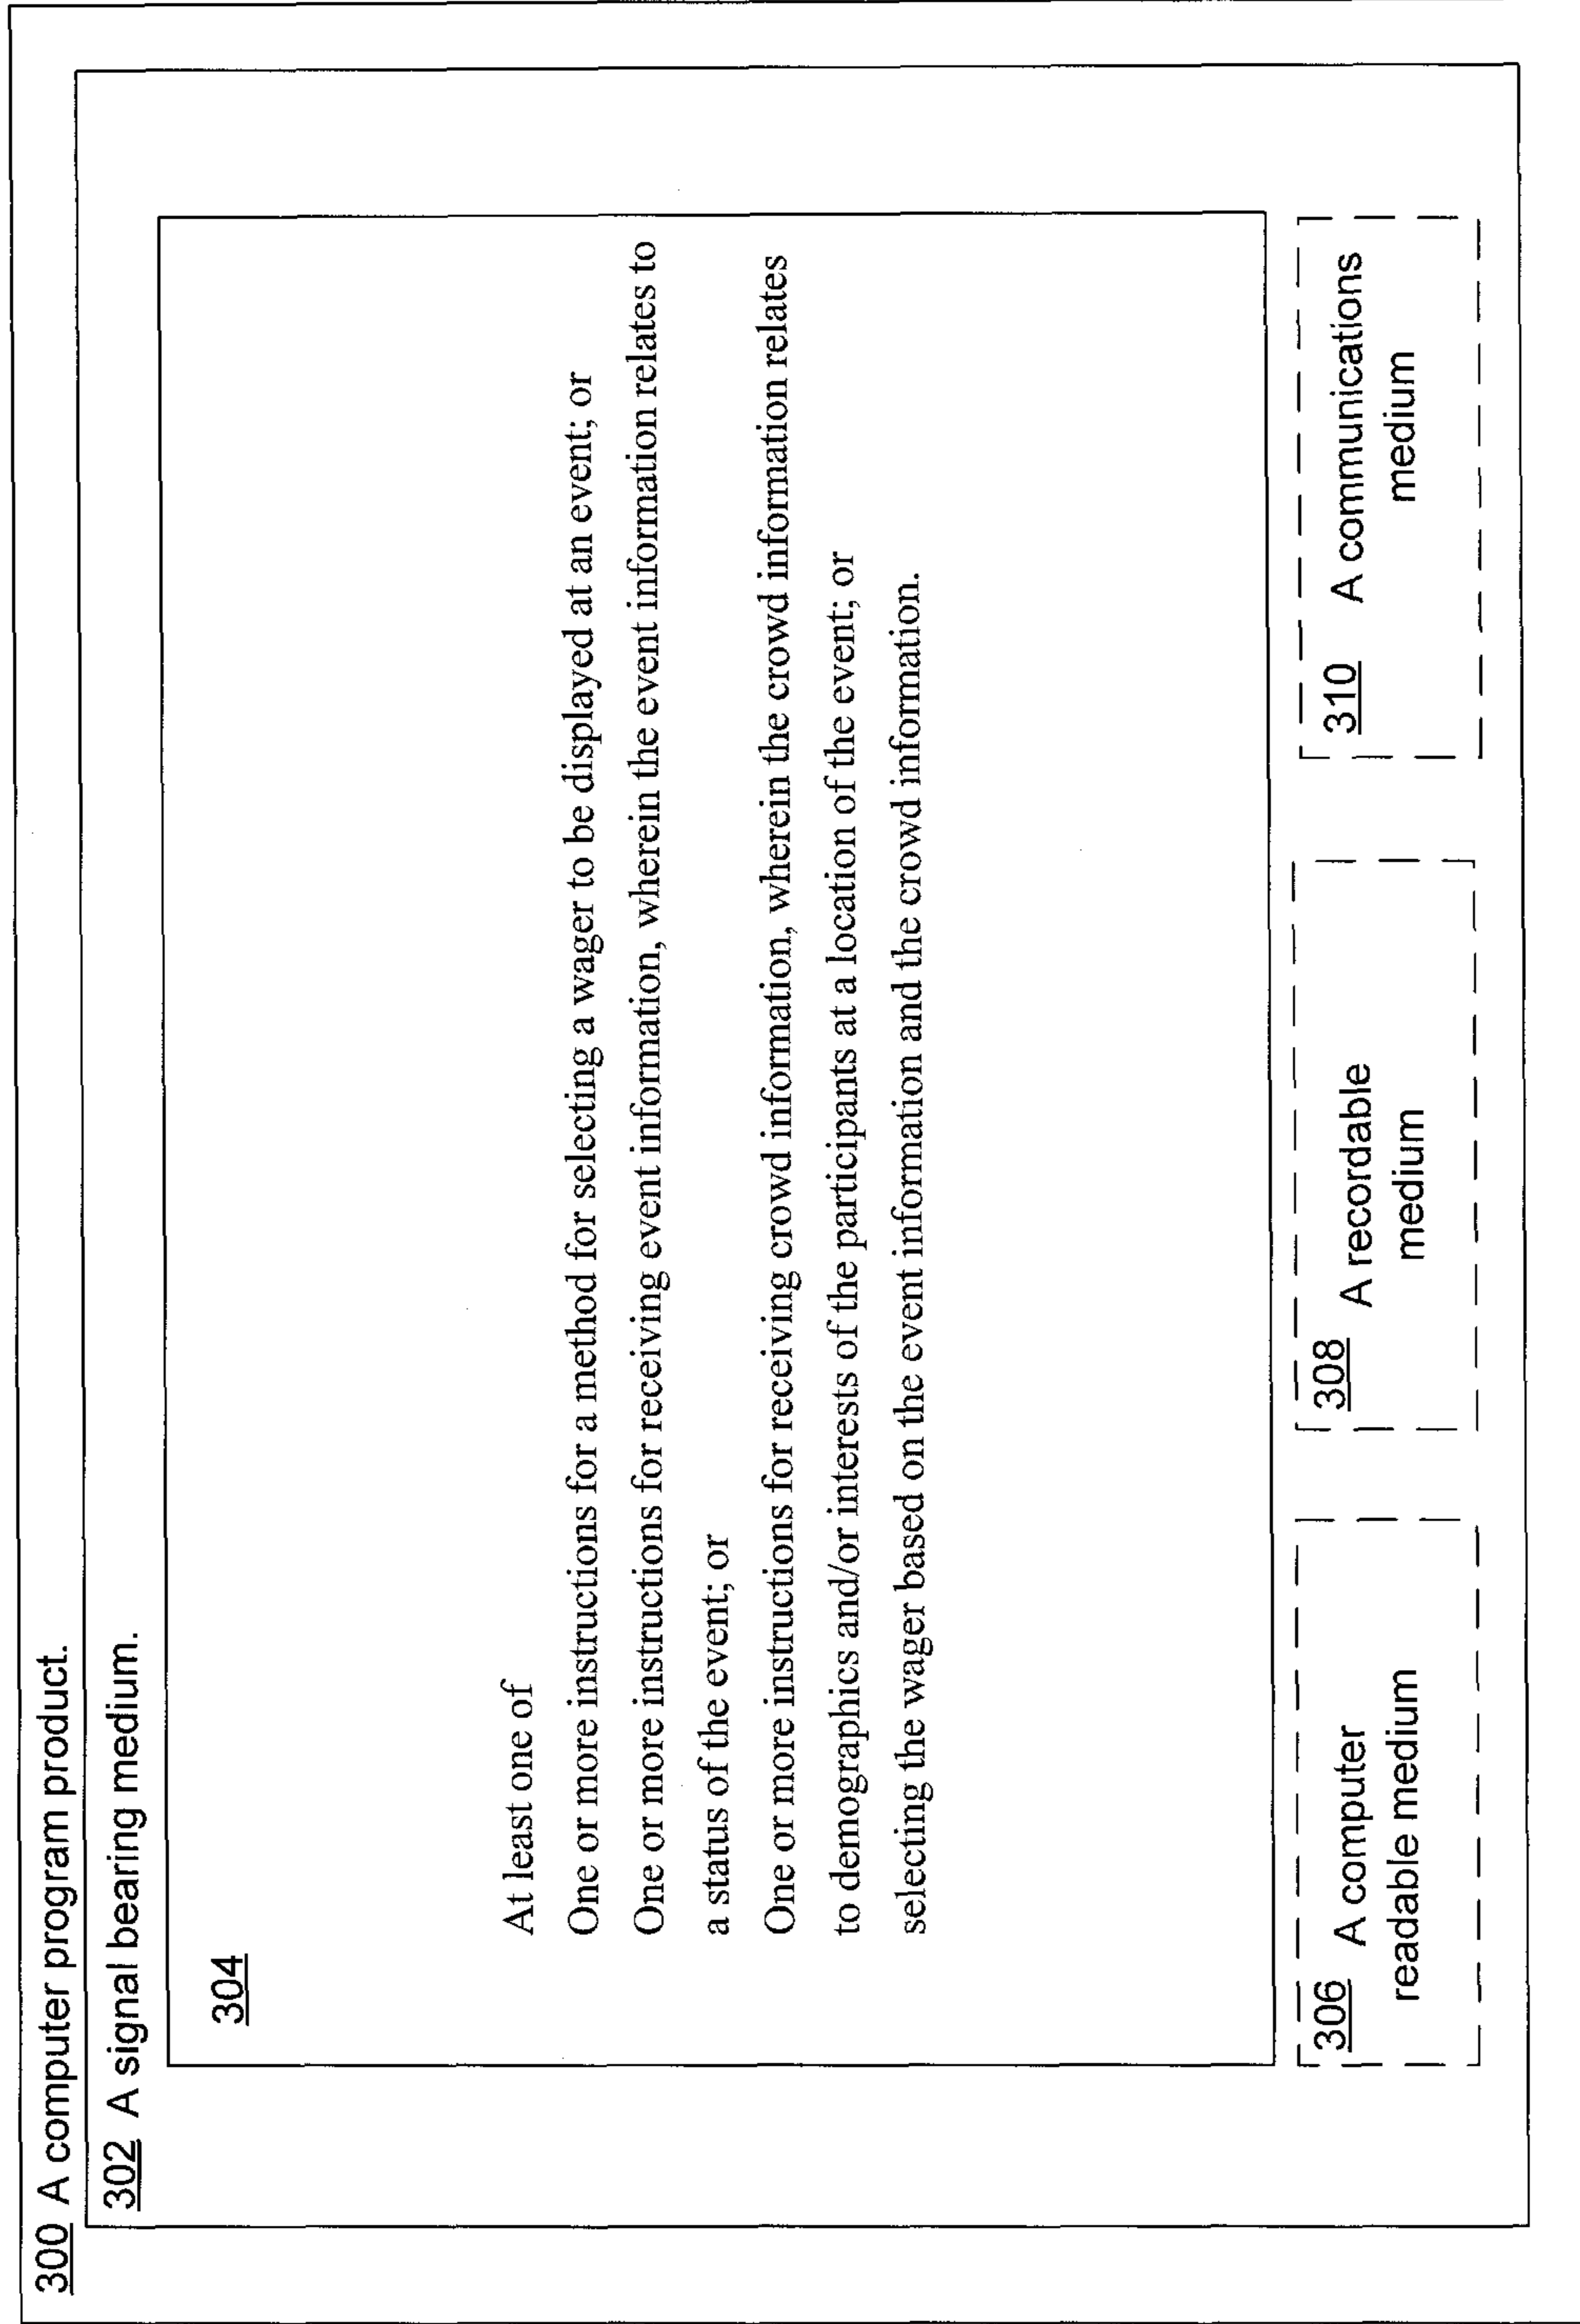 300 A computer program product.
302 A signal bearing medium.
304
At least one of
One or more instructions for a method for selecting a wager to be displayed at an event; or
One or more instructions for receiving event information, wherein the event information relates to
a status of the event; or
One or more instructions for receiving crowd information, wherein the crowd information relates
to demographics and/or interests of the participants at a location of the event; or
selecting the wager based on the event information and the crowd information.
306 A computer
readable medium
308 A recordable
medium
310 A communications
medium